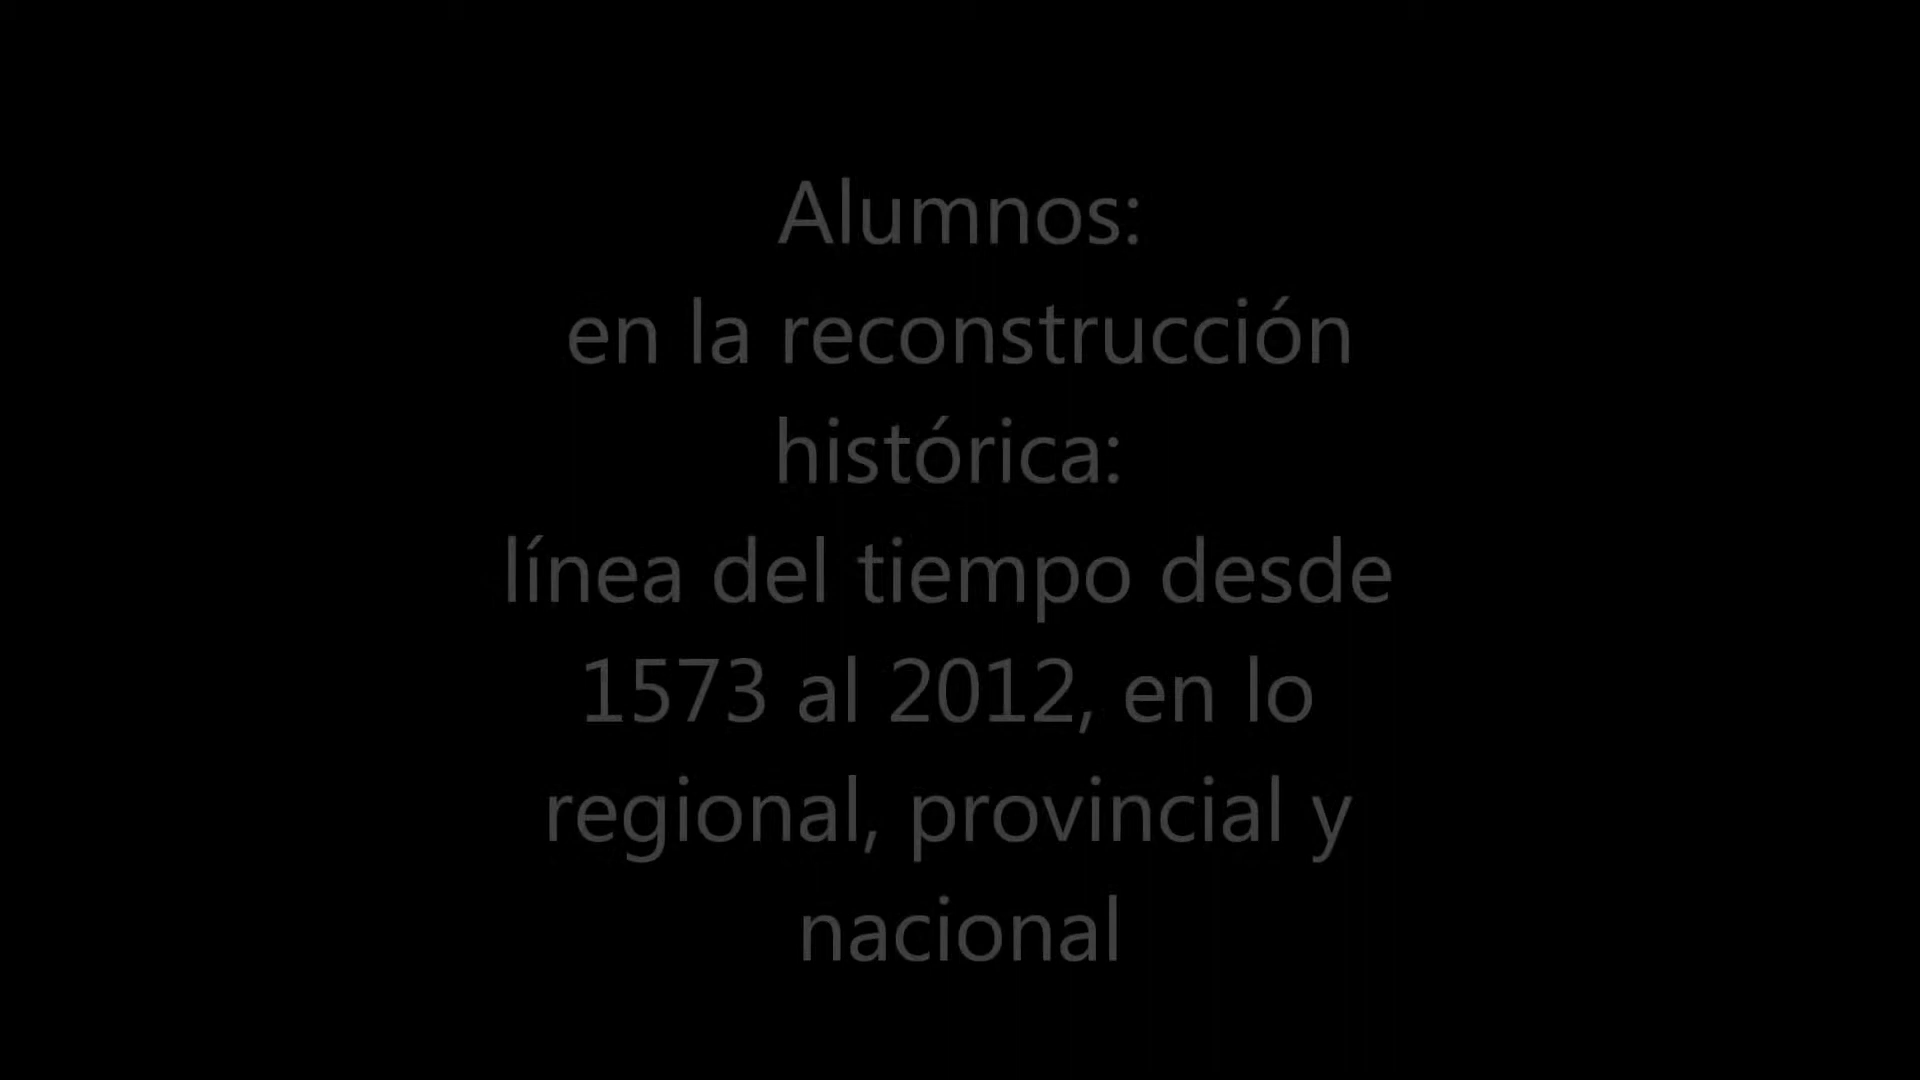 Alumnos:
en la reconstrucción
histórica:
línea del tiempo desde
1573 al 2012, en lo
regional, provincial y
nacional